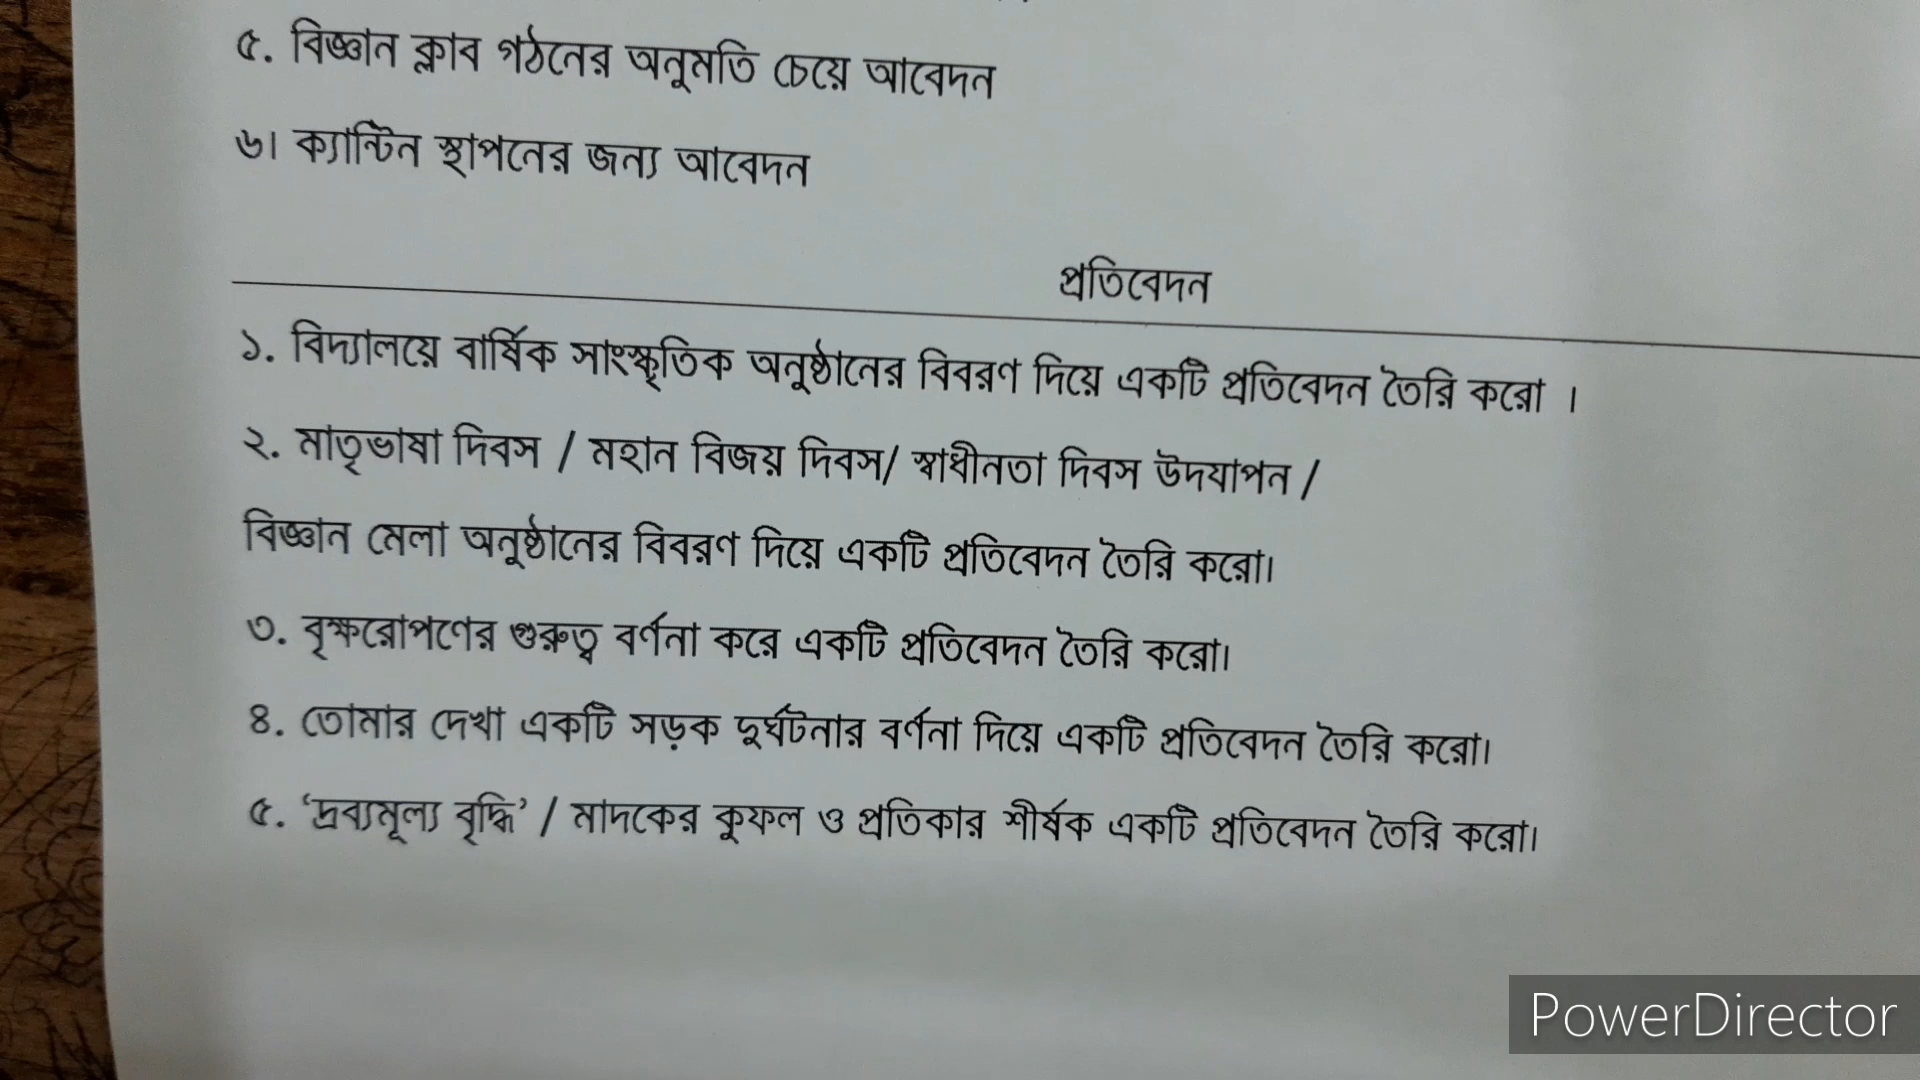 ৫. বিজ্ঞান ক্লাব গঠনের অনুমতি চেয়ে আবেদন
৬। ক্যান্টিন স্থাপনের জন্য আবেদন
প্রতিবেদন
১. বিদ্যালয়ে বার্ষিক সাংস্কৃতিক অনুষ্ঠানের বিবরণ দিয়ে একটি প্রতিবেদন তৈরি করো ।
২. মাতৃভাষা দিবস / মহান বিজয় দিবস/ স্বাধীনতা দিবস উদযাপন /
বিজ্ঞান মেলা অনুষ্ঠানের বিবরণ দিয়ে একটি প্রতিবেদন তৈরি করো।
৩. বৃক্ষরোপণের গুরুত্ব বর্ণনা করে একটি প্রতিবেদন তৈরি করো।
৪. তোমার দেখা একটি সড়ক দুর্ঘটনার বর্ণনা দিয়ে একটি প্রতিবেদন তৈরি করো।
৫. ‘দ্রব্যমূল্য বৃদ্ধি’ / মাদকের কুফল ও প্রতিকার শীর্ষক একটি প্রতিবেদন তৈরি করো।
PowerDirector